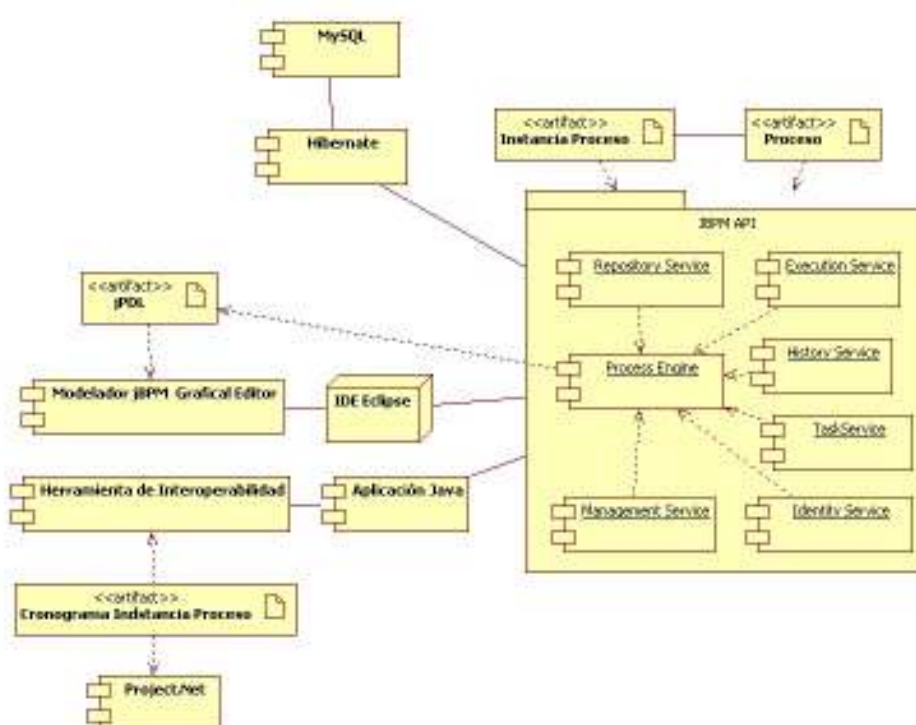 MySQL
Hibernate
<<artifact>>
Instancia Proceso
<<artifact>>
Proceso
JBPM API
Repository Service
Execution Service
<<artifact>>
jPDL
History Service
Process Engine
Modelador jBPM Grafical Editor
IDE Eclipse
TaskService
Herramienta de Interoperabilidad
Aplicación Java
Management Service
Identity Service
<<artifact>>
Cronograma Indstancia Proceso
Project.Net